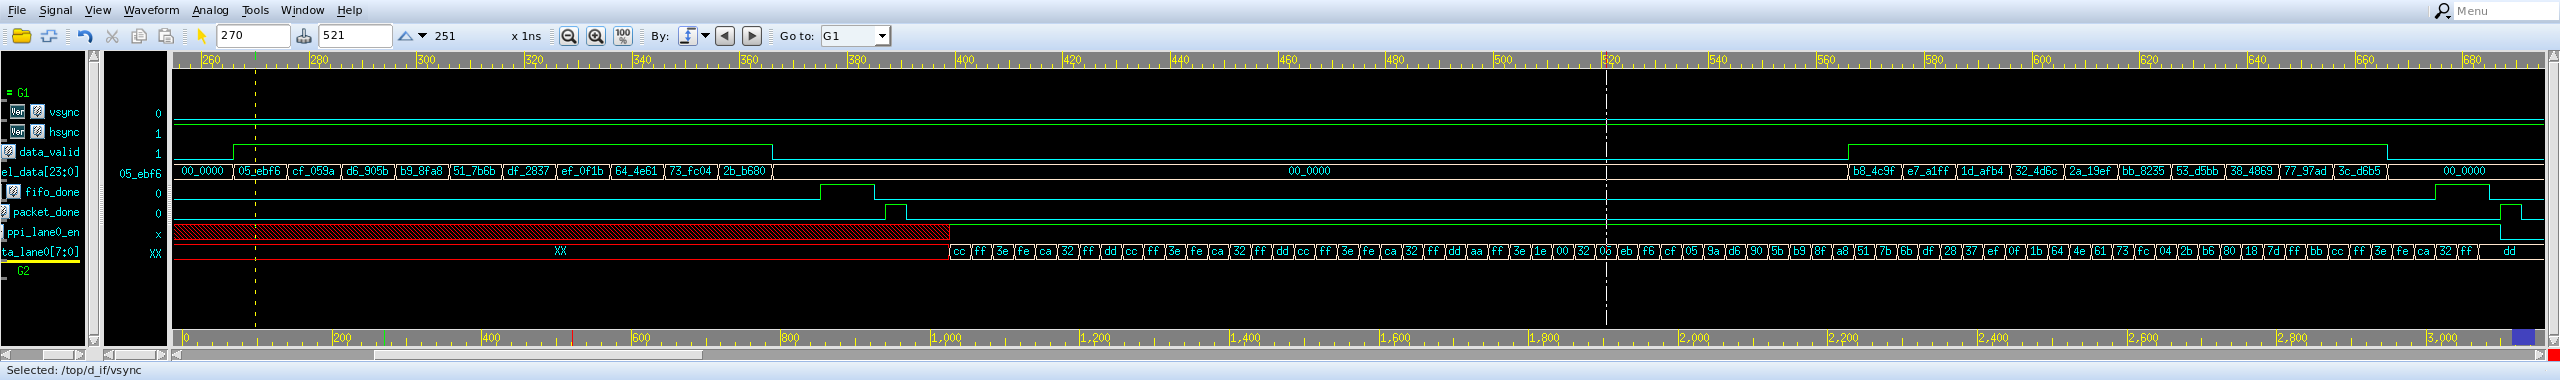 File Signal View Waveform Analog Tools Window Help Menu
270 521 251 x 1ns 100 % By: Go to: G1
260 280 300 320 340 360 380 400 420 440 460 480 500 520 540 560 580 600 620 640 660 680
= G1
Ver vsync 0
Ver hsync 1
data_valid 1
el_data[23:0] 05_ebf6 00_0000 05_ebf6 cf_059a d6_905b b9_8fa8 51_7b6b df_2837 ef_0f1b 64_4e61 73_fc04 2b_b680 00_0000 b8_4c9f e7_a1ff 1d_afb4 32_4d6c 2a_19ef bb_8235 53_d5bb 38_4869 77_97ad 3c_d6b5 00_0000
fifo_done 0
packet_done 0
ppi_lane0_en x
ta_lane0[7:0] XX XX cc ff 3e fe ca 32 ff dd cc ff 3e fe ca 32 ff dd cc ff 3e fe ca 32 ff dd aa ff 3e 1e 00 32 05 eb f6 cf 05 9a d6 90 5b b9 8f a8 51 7b 6b df 28 37 ef 0f 1b 64 4e 61 73 fc 04 2b b6 80 18 7d ff bb cc ff 3e fe ca 32 ff dd
G2
0 200 400 600 800 1,000 1,200 1,400 1,600 1,800 2,000 2,200 2,400 2,600 2,800 3,000
Selected: /top/d_if/vsync